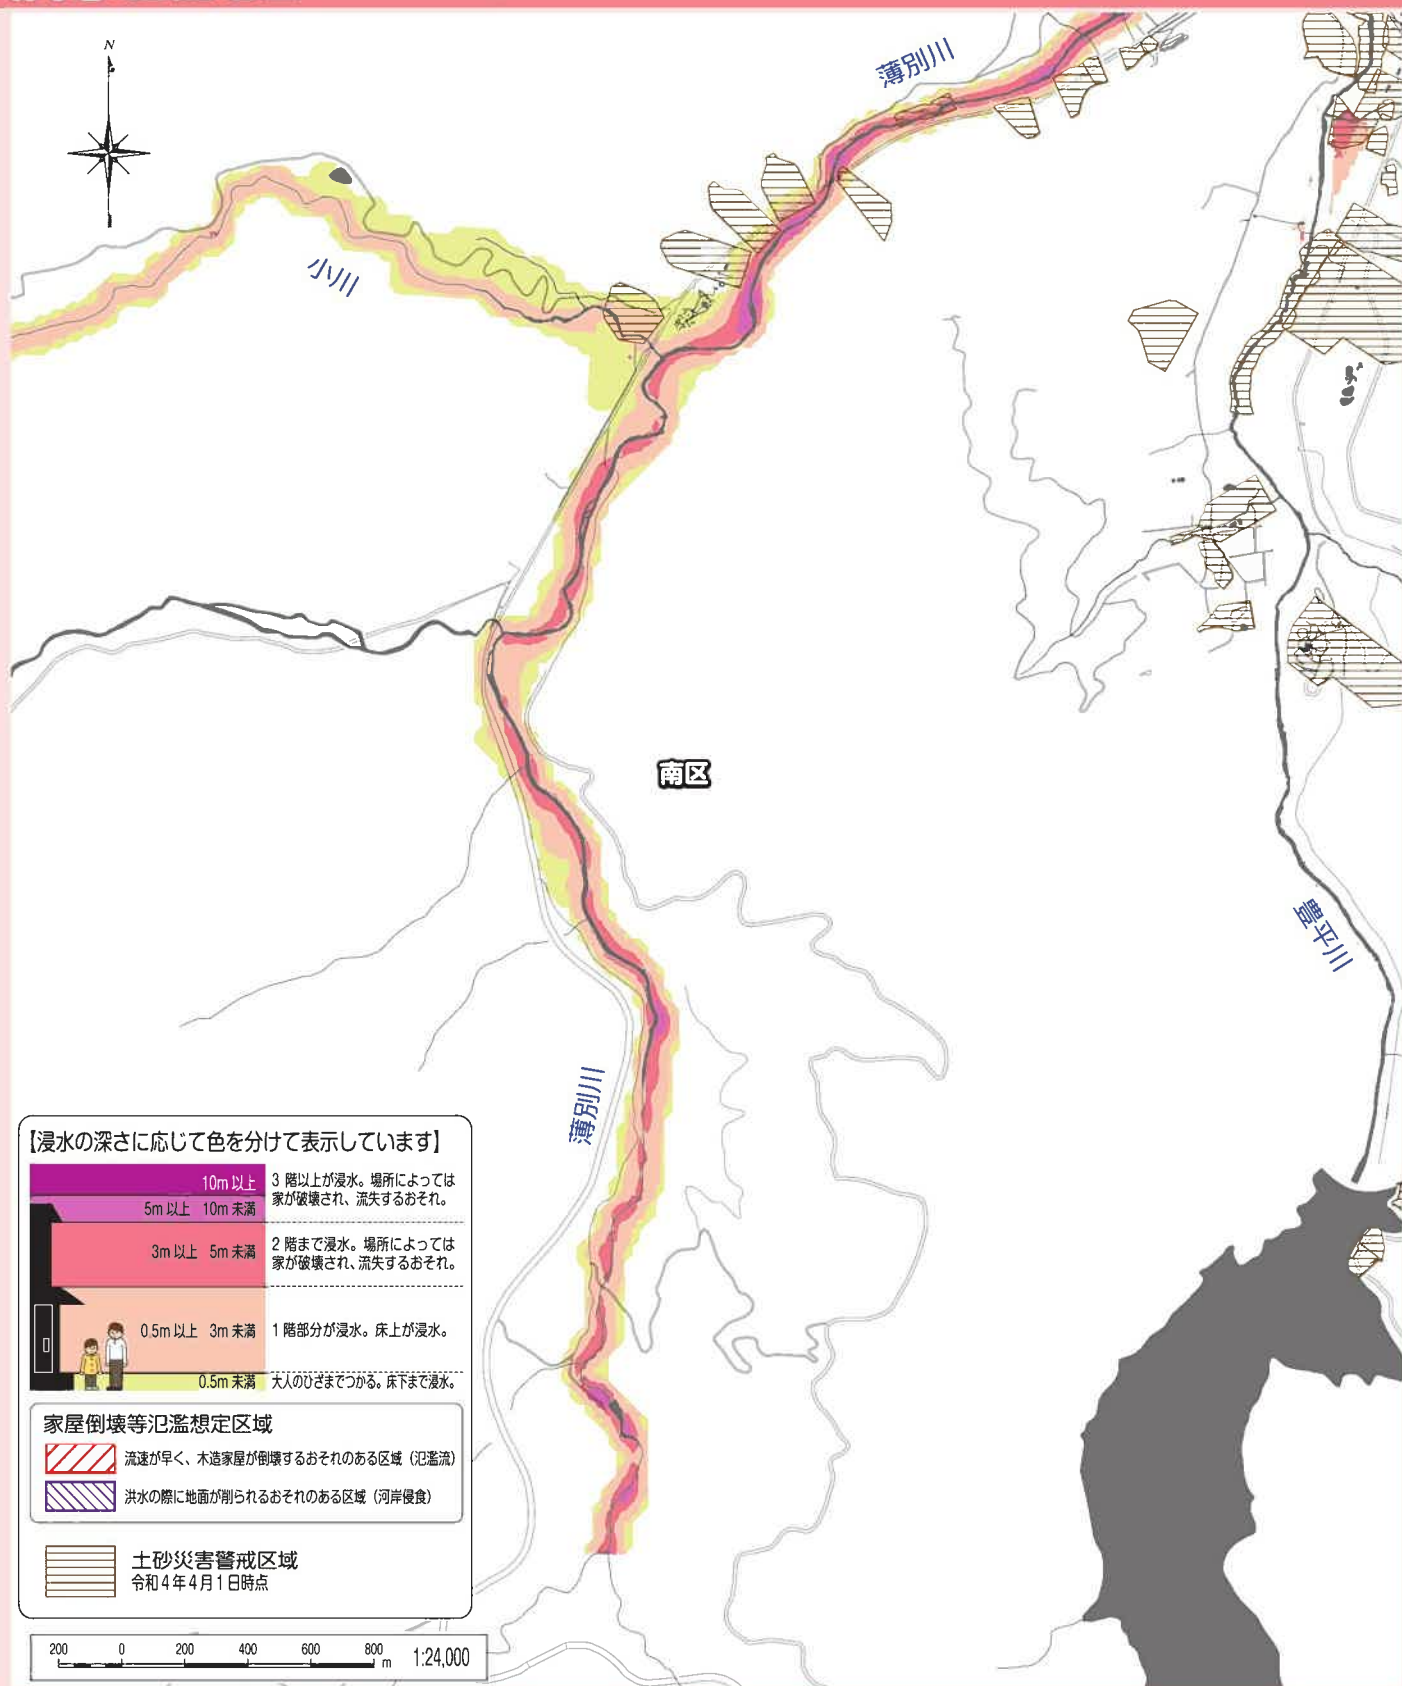 N
薄別川
小川
南区
豊平川
薄別川
【浸水の深さに応じて色を分けて表示しています】
10m以上
5m以上 10m未満
3階以上が浸水。場所によっては
家が破壊され、流失するおそれ。
3m以上 5m未満
2階まで浸水。場所によっては
家が破壊され、流失するおそれ。
0.5m以上 3m未満
1階部分が浸水。床上が浸水。
0.5m未満
大人のひざまでつかる。床下まで浸水。
家屋倒壊等氾濫想定区域
流速が早く、木造家屋が倒壊するおそれのある区域（氾濫流）
洪水の際に地面が削られるおそれのある区域（河岸侵食）
土砂災害警戒区域
令和4年4月1日時点
200 0 200 400 600 800 m 1:24,000